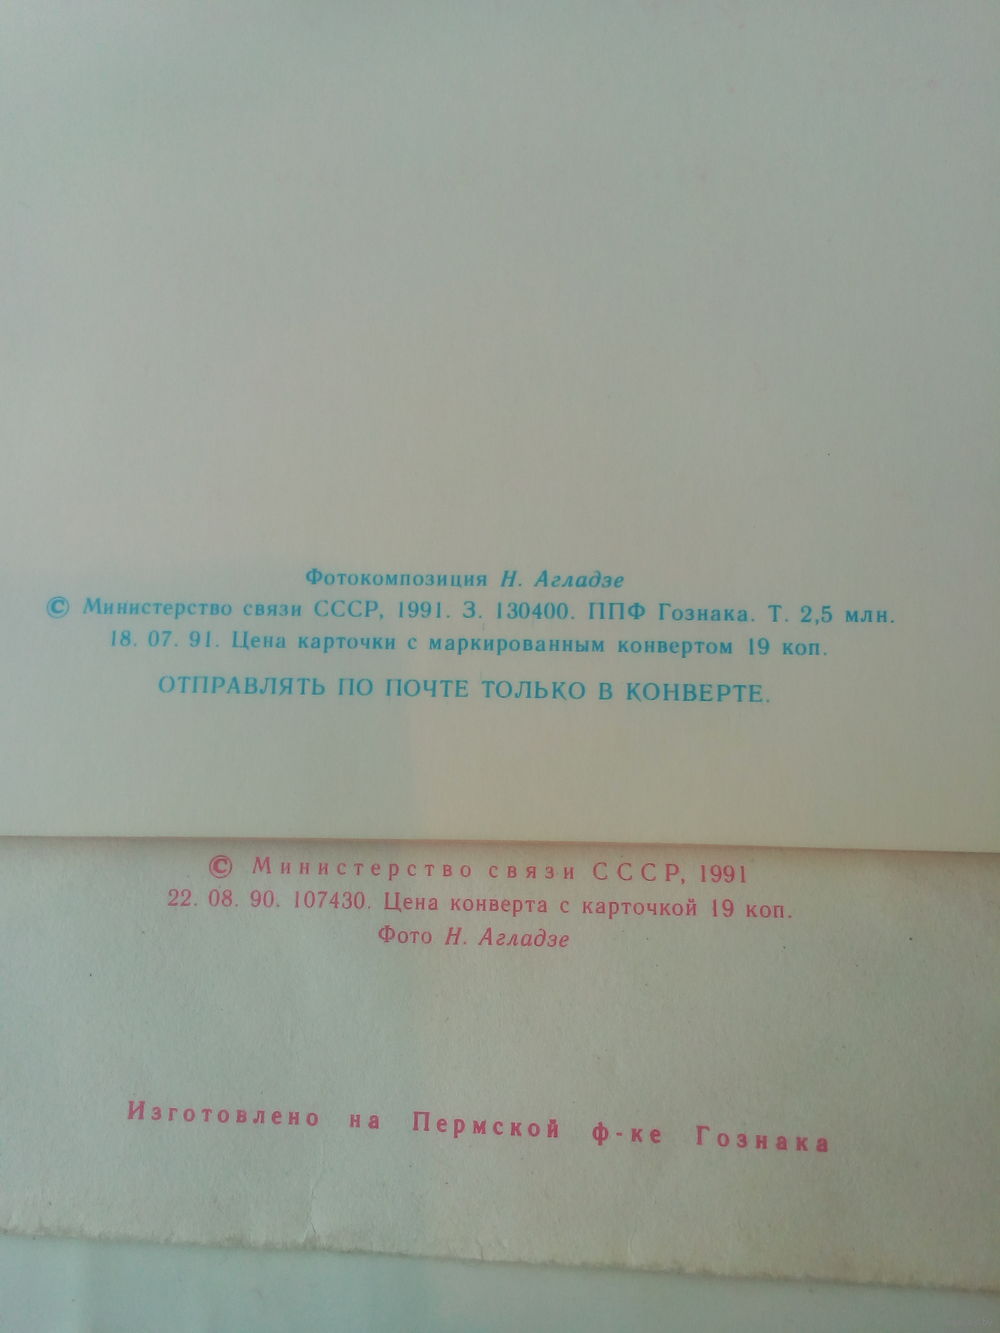 Фотокомпозиция Н. Агладзе
© Министерство связи СССР, 1991. З. 130400. ППФ Гознака. Т. 2,5 млн.
18. 07. 91. Цена карточки с маркированным конвертом 19 коп.
ОТПРАВЛЯТЬ ПО ПОЧТЕ ТОЛЬКО В КОНВЕРТЕ.
© Министерство связи СССР, 1991
22. 08. 90. 107430. Цена конверта с карточкой 19 коп.
Фото Н. Агладзе
Изготовлено на Пермской ф-ке Гознака